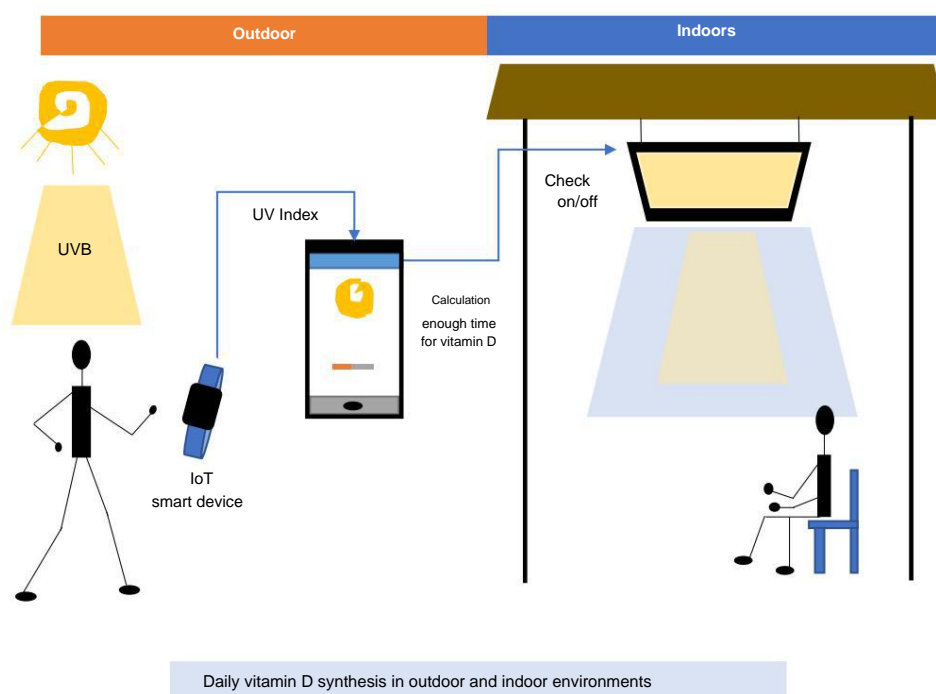 Outdoor
Indoors
UVB
UV Index
Check
on/off
Calculation
enough time
for vitamin D
IoT
smart device
Daily vitamin D synthesis in outdoor and indoor environments